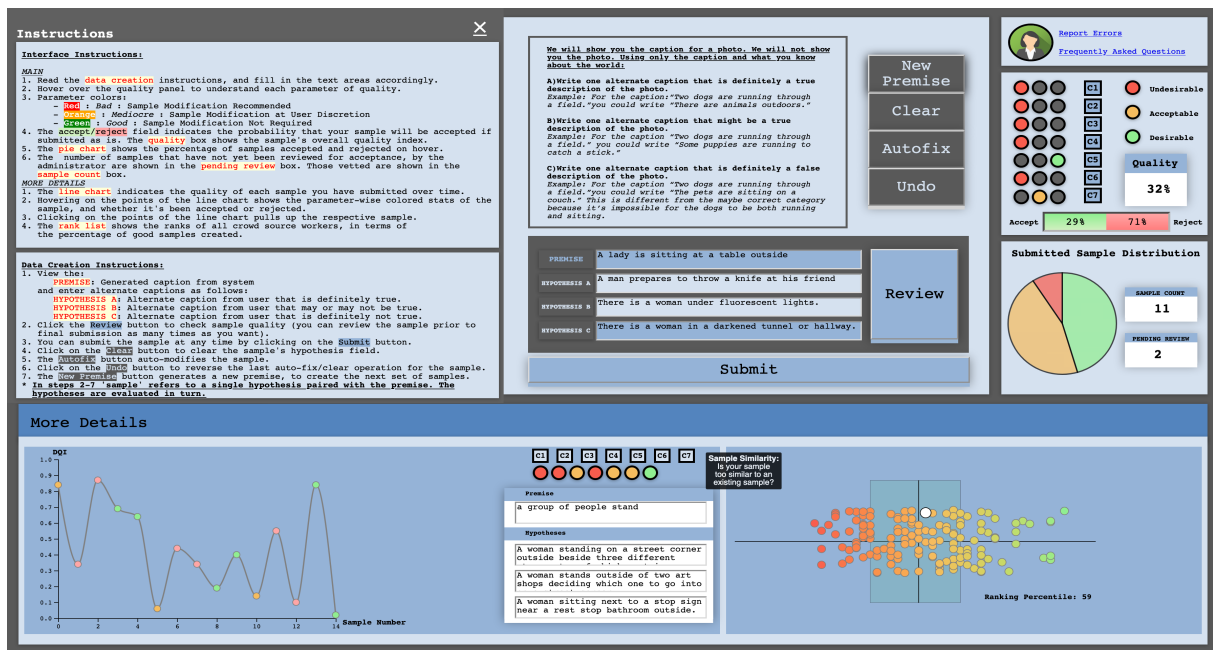 Instructions
Interface Instructions:
MAIN
1. Read the data creation instructions, and fill in the text areas accordingly.
2. Hover over the quality panel to understand each parameter of quality.
3. Parameter colors:
- Red : Bad : Sample Modification Recommended
- Orange : Mediocre : Sample Modification at User Discretion
- Green : Good : Sample Modification Not Required
4. The accept/reject field indicates the probability that your sample will be accepted if
submitted as is. The quality box shows the sample's overall quality index.
5. The pie chart shows the percentage of samples accepted and rejected on hover.
6. The number of samples that have not yet been reviewed for acceptance, by the
administrator are shown in the pending review box. Those vetted are shown in the
sample count box.
MORE DETAILS
1. The line chart indicates the quality of each sample you have submitted over time.
2. Hovering on the points of the line chart shows the parameter-wise colored stats of the
sample, and whether it's been accepted or rejected.
3. Clicking on the points of the line chart pulls up the respective sample.
4. The rank list shows the ranks of all crowd source workers, in terms of
the percentage of good samples created.
Data Creation Instructions:
1. View the:
PREMISE: Generated caption from system
and enter alternate captions as follows:
HYPOTHESIS A: Alternate caption from user that is definitely true.
HYPOTHESIS B: Alternate caption from user that may or may not be true.
HYPOTHESIS C: Alternate caption from user that is definitely not true.
2. Click the Review button to check sample quality (you can review the sample prior to
final submission as many times as you want).
3. You can submit the sample at any time by clicking on the Submit button.
4. Click on the Clear button to clear the sample's hypothesis field.
5. The Autofix button auto-modifies the sample.
6. Click on the Undo button to reverse the last auto-fix/clear operation for the sample.
7. The New Premise button generates a new premise, to create the next set of samples.
* In steps 2-7 'sample' refers to a single hypothesis paired with the premise. The
hypotheses are evaluated in turn.
We will show you the caption for a photo. We will not show
you the photo. Using only the caption and what you know
about the world:
A)Write one alternate caption that is definitely a true
description of the photo.
Example: For the caption:"Two dogs are running through
a field."you could write "There are animals outdoors."
B)Write one alternate caption that might be a true
description of the photo.
Example: For the caption "Two dogs are running through
a field." you could write "Some puppies are running to
catch a stick."
C)Write one alternate caption that is definitely a false
description of the photo.
Example: For the caption "Two dogs are running through
a field."you could write "The pets are sitting on a
couch." This is different from the maybe correct category
because it's impossible for the dogs to be both running
and sitting.
New
Premise
Clear
Autofix
Undo
PREMISE
A lady is sitting at a table outside
HYPOTHESIS A
A man prepares to throw a knife at his friend
HYPOTHESIS B
There is a woman under fluorescent lights.
HYPOTHESIS C
There is a woman in a darkened tunnel or hallway.
Review
Submit
Report Errors
Frequently Asked Questions
C1
C2
C3
C4
C5
C6
C7
Undesirable
Acceptable
Desirable
Quality
32%
Accept 29% 71% Reject
Submitted Sample Distribution
SAMPLE COUNT
11
PENDING REVIEW
2
More Details
DQI
1.0
0.9
0.8
0.7
0.6
0.5
0.4
0.3
0.2
0.1
0.0
0 2 4 6 8 10 12 14
Sample Number
C1 C2 C3 C4 C5 C6 C7
Premise
a group of people stand
Hypotheses
A woman standing on a street corner
outside beside three different
A woman stands outside of two art
shops deciding which one to go into
A woman sitting next to a stop sign
near a rest stop bathroom outside.
Sample Similarity:
Is your sample
too similar to an
existing sample?
Ranking Percentile: 59